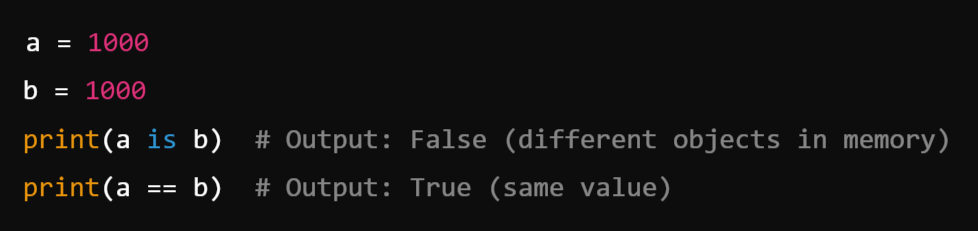 a = 1000
b = 1000
print(a is b)  # Output: False (different objects in memory)
print(a == b)  # Output: True (same value)